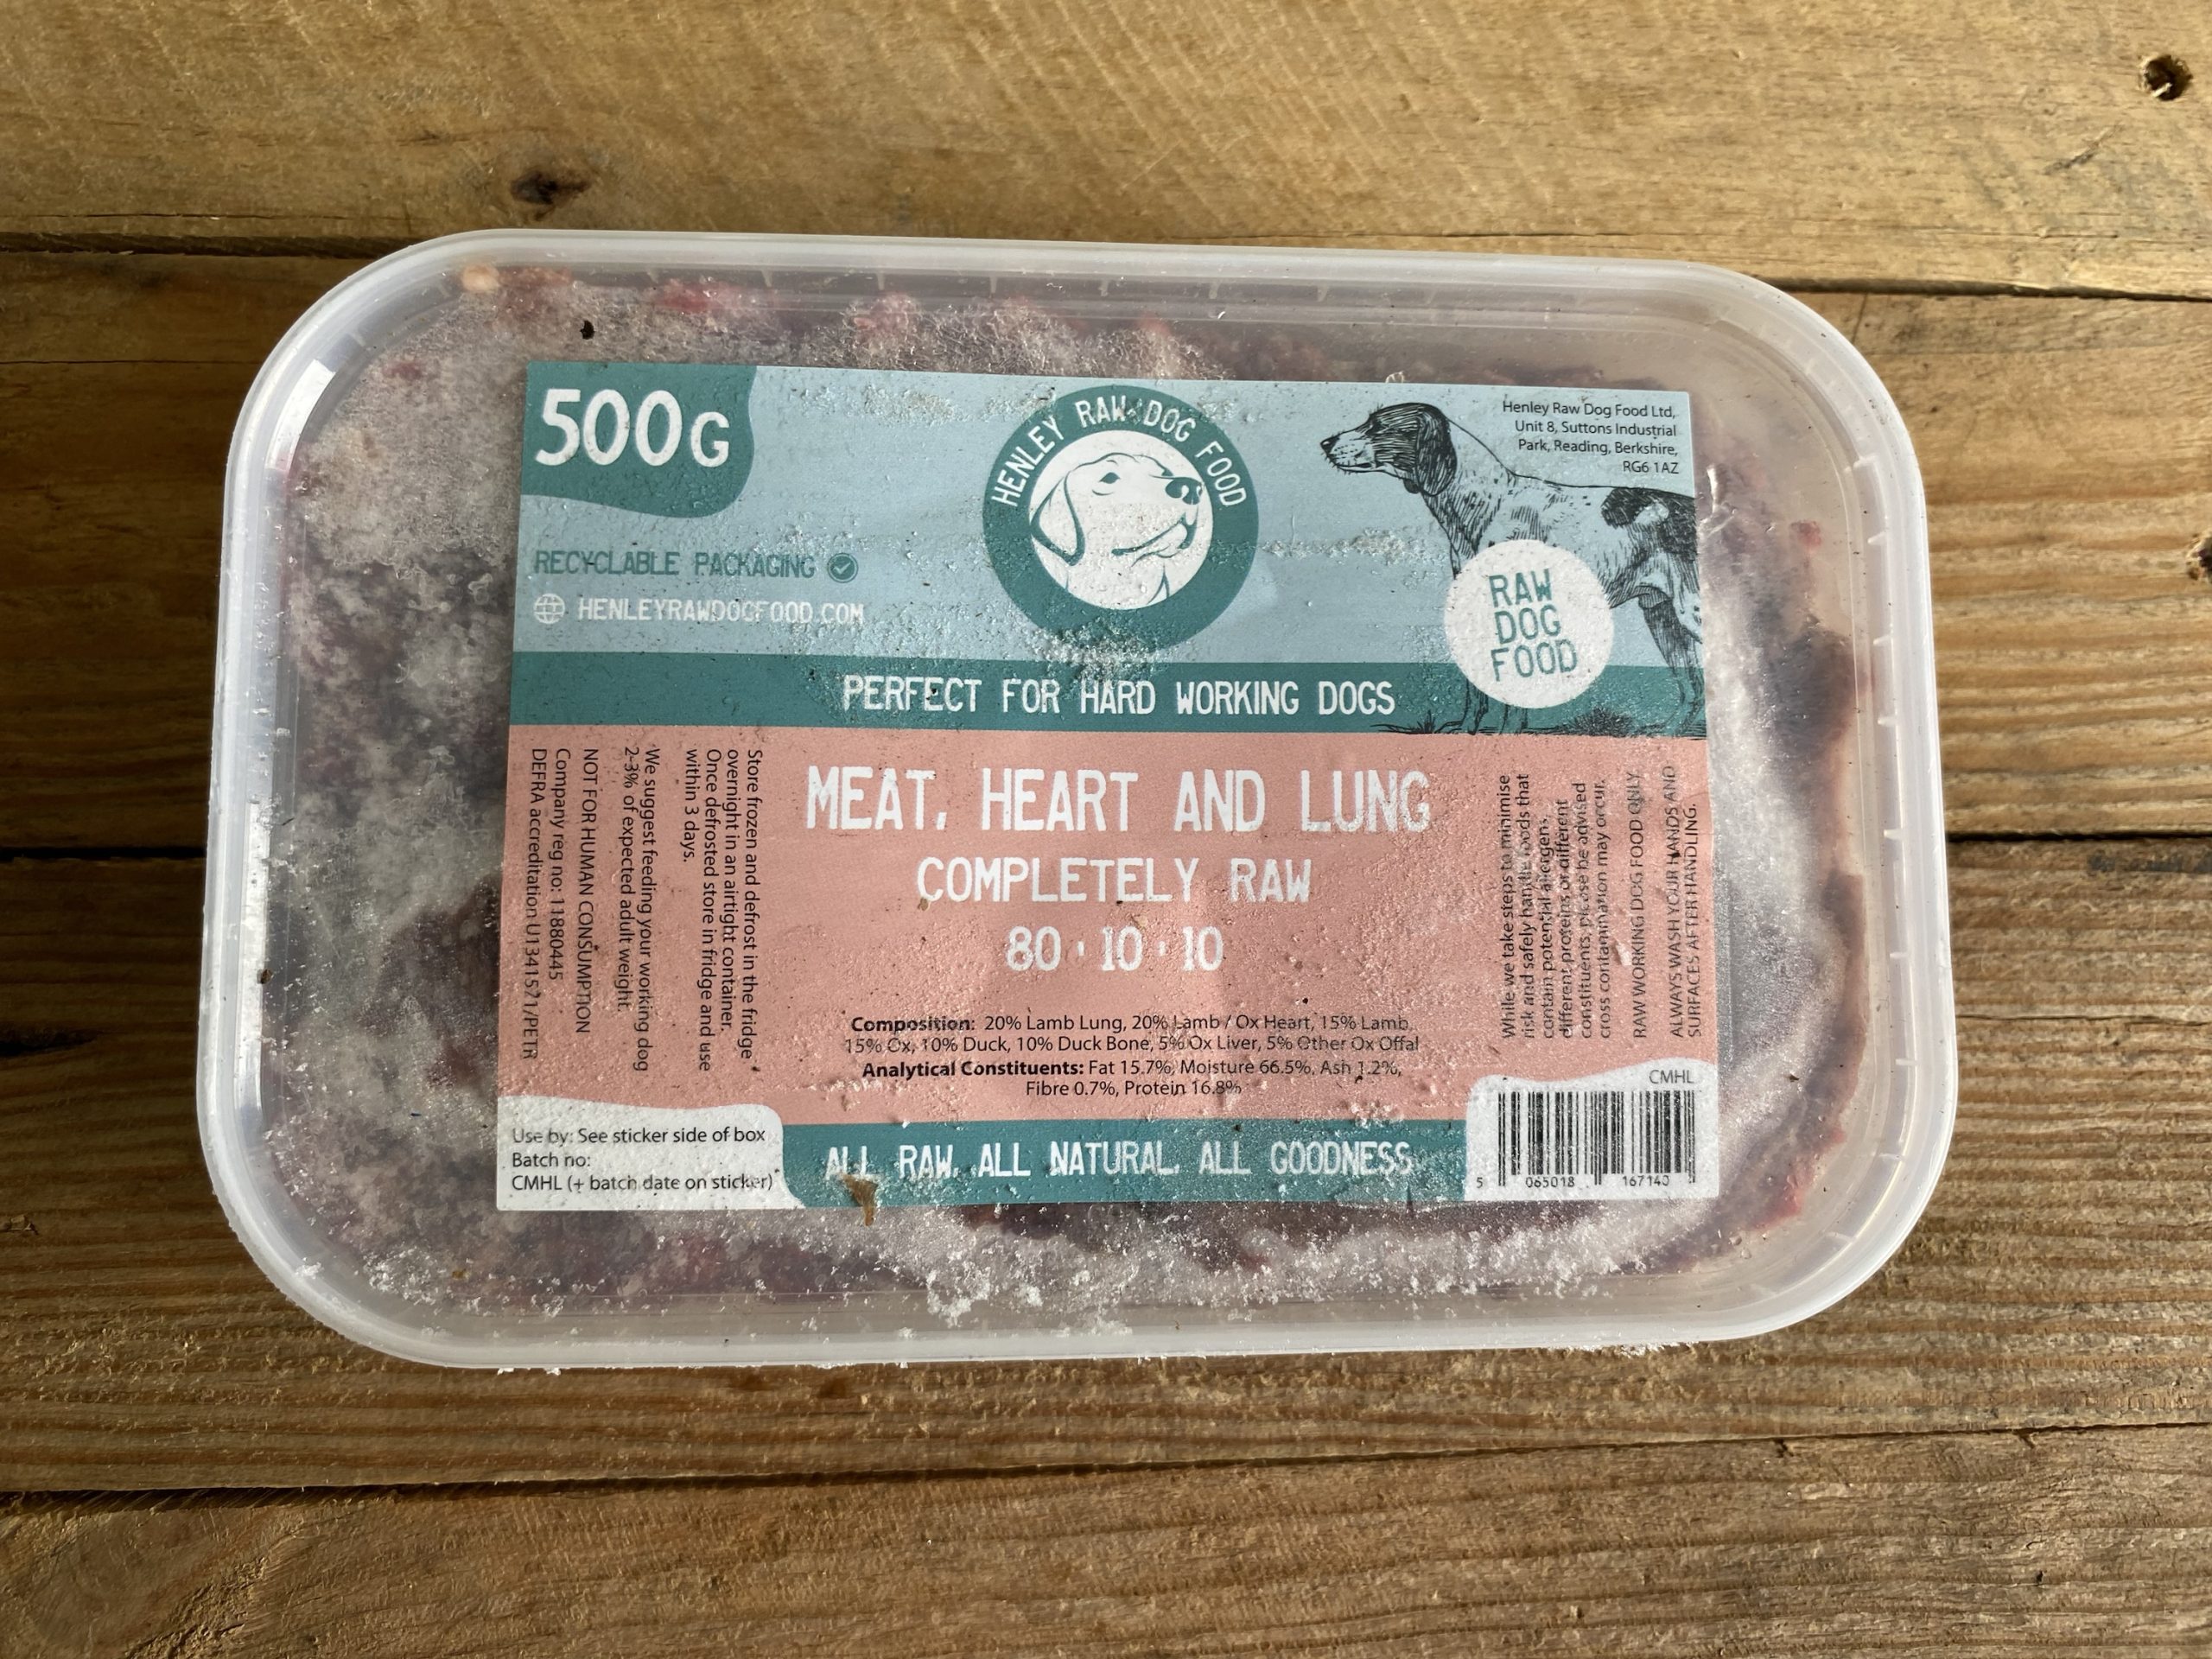 500G
RECYCLABLE PACKAGING
HENLEYRAWDOGFOOD.COM
HENLEY RAW DOG FOOD
Henley Raw Dog Food Ltd,
Unit 8, Suttons Industrial
Park, Reading, Berkshire,
RG6 1AZ
RAW
DOG
FOOD
PERFECT FOR HARD WORKING DOGS
Store frozen and defrost in the fridge
overnight in an airtight container.
Once defrosted store in fridge and use
within 3 days.
We suggest feeding your working dog
2-3% of expected adult weight.
NOT FOR HUMAN CONSUMPTION
Company reg no: 11880445
DEFRA accreditation U1341521/PETR
MEAT, HEART AND LUNG
COMPLETELY RAW
80 · 10 · 10
Composition: 20% Lamb Lung, 20% Lamb / Ox Heart, 15% Lamb,
15% Ox, 10% Duck, 10% Duck Bone, 5% Ox Liver, 5% Other Ox Offal
Analytical Constituents: Fat 15.7%, Moisture 66.5%, Ash 1.2%,
Fibre 0.7%, Protein 16.8%
While we take steps to minimise
risk and safely handle foods that
contain potential allergens,
different proteins or different
constituents, please be advised
cross contamination may occur.
RAW WORKING DOG FOOD ONLY.
ALWAYS WASH YOUR HANDS AND
SURFACES AFTER HANDLING.
Use by: See sticker side of box
Batch no:
CMHL (+ batch date on sticker)
ALL RAW, ALL NATURAL, ALL GOODNESS
CMHL
5 065018 167140